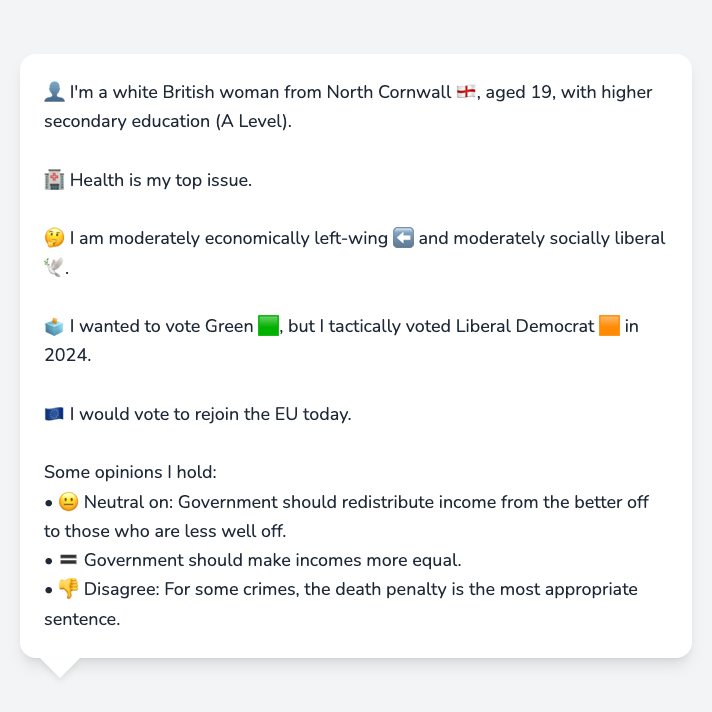 👤 I'm a white British woman from North Cornwall 🏴󠁧󠁢󠁥󠁮󠁧󠁿, aged 19, with higher
secondary education (A Level).
🏥 Health is my top issue.
🤔 I am moderately economically left-wing ⬅️ and moderately socially liberal
🕊️.
🗳️ I wanted to vote Green 🟩, but I tactically voted Liberal Democrat 🟧 in
2024.
🇪🇺 I would vote to rejoin the EU today.
Some opinions I hold:
• 😐 Neutral on: Government should redistribute income from the better off
to those who are less well off.
• 🟰 Government should make incomes more equal.
• 👎 Disagree: For some crimes, the death penalty is the most appropriate
sentence.